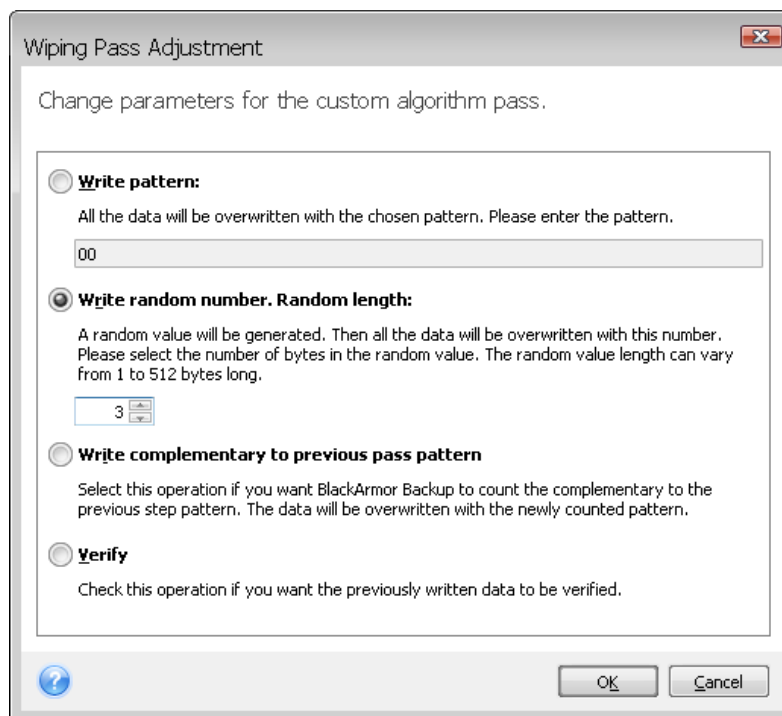 Wiping Pass Adjustment
Change parameters for the custom algorithm pass.
Write pattern:
All the data will be overwritten with the chosen pattern. Please enter the pattern.
00
Write random number. Random length:
A random value will be generated. Then all the data will be overwritten with this number.
Please select the number of bytes in the random value. The random value length can vary
from 1 to 512 bytes long.
3
Write complementary to previous pass pattern
Select this operation if you want BlackArmor Backup to count the complementary to the
previous step pattern. The data will be overwritten with the newly counted pattern.
Verify
Check this operation if you want the previously written data to be verified.
?
OK Cancel